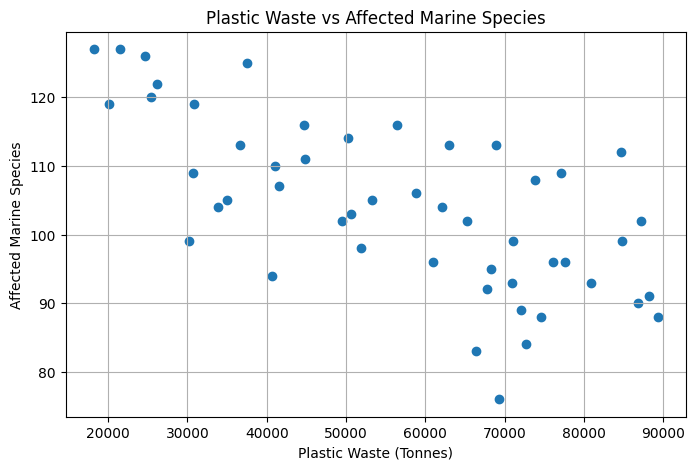 Plastic Waste vs Affected Marine Species
120
110
100
90
80
Affected Marine Species
20000 30000 40000 50000 60000 70000 80000 90000
Plastic Waste (Tonnes)